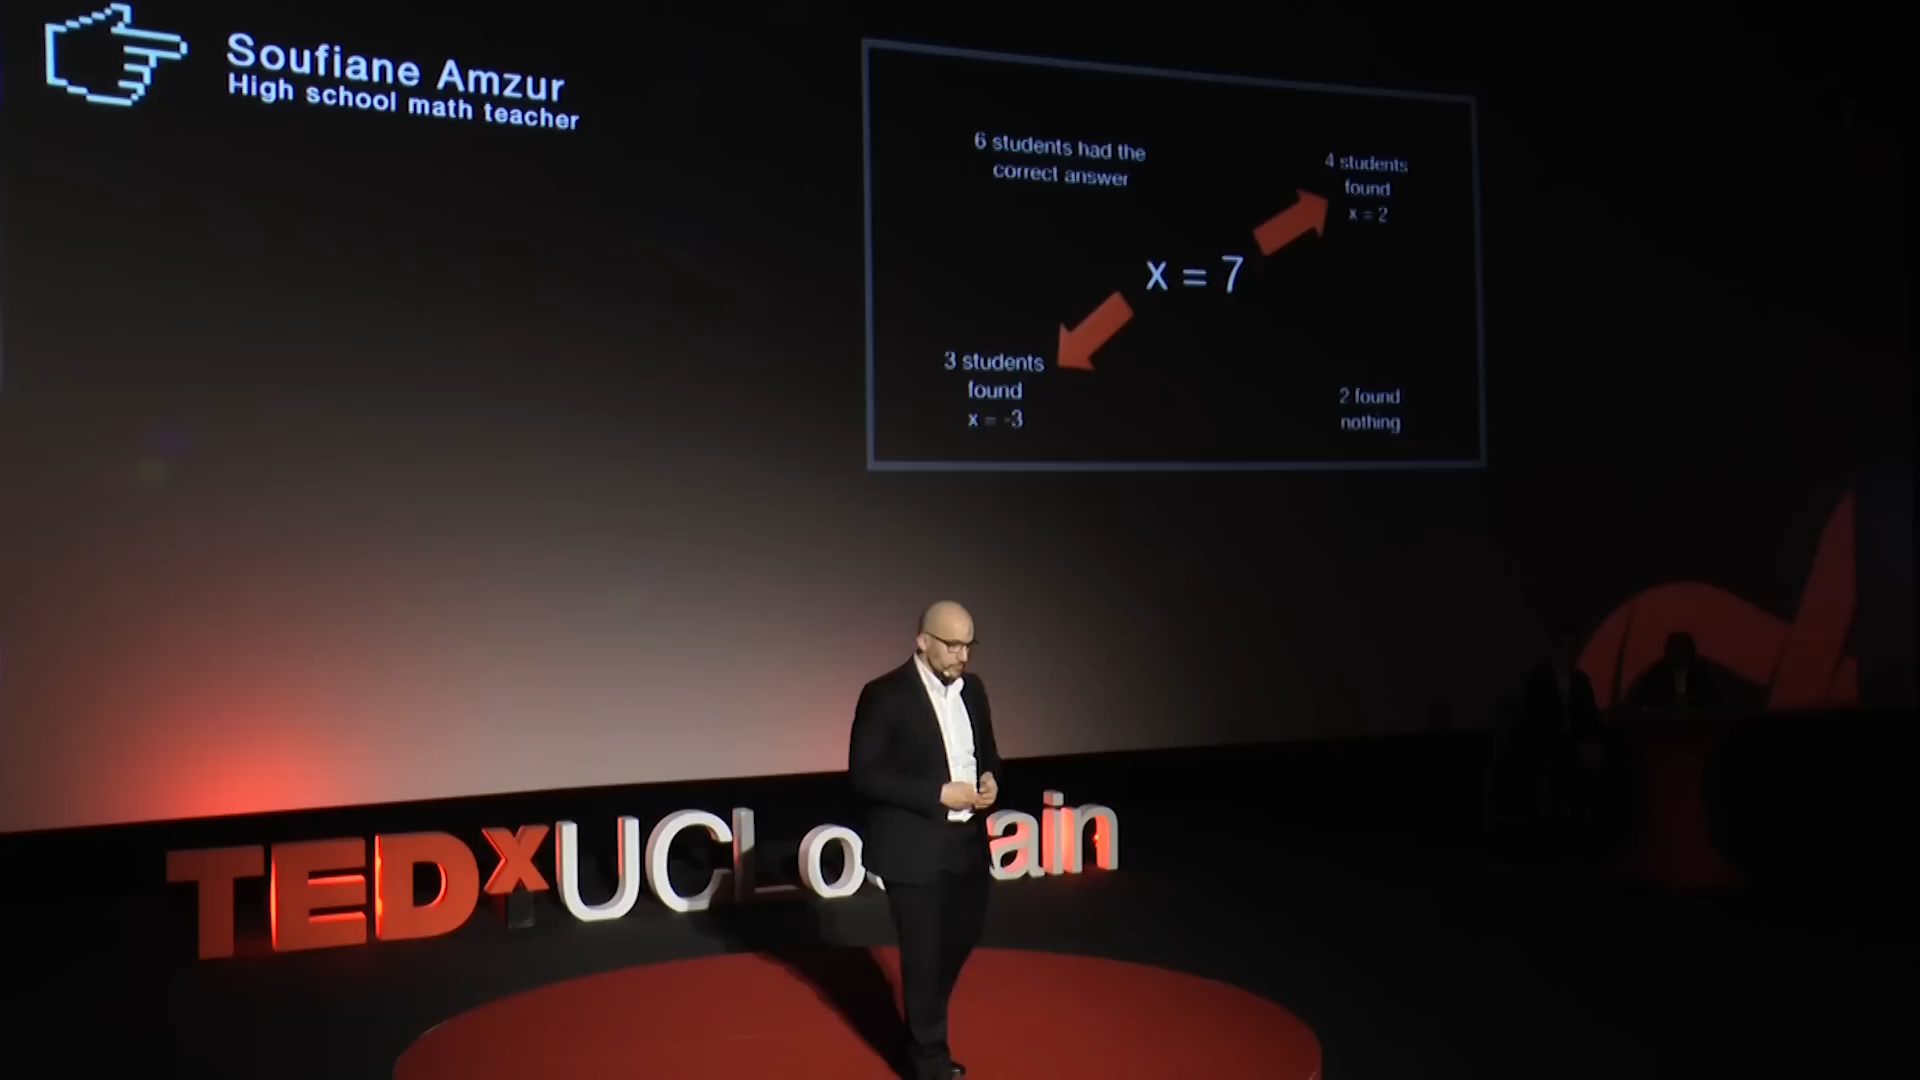 Soufiane Amzur
High school math teacher
6 students had the
correct answer
4 students
found
x = 2
x = 7
3 students
found
x = -3
2 found
nothing
TEDxUCLo ain